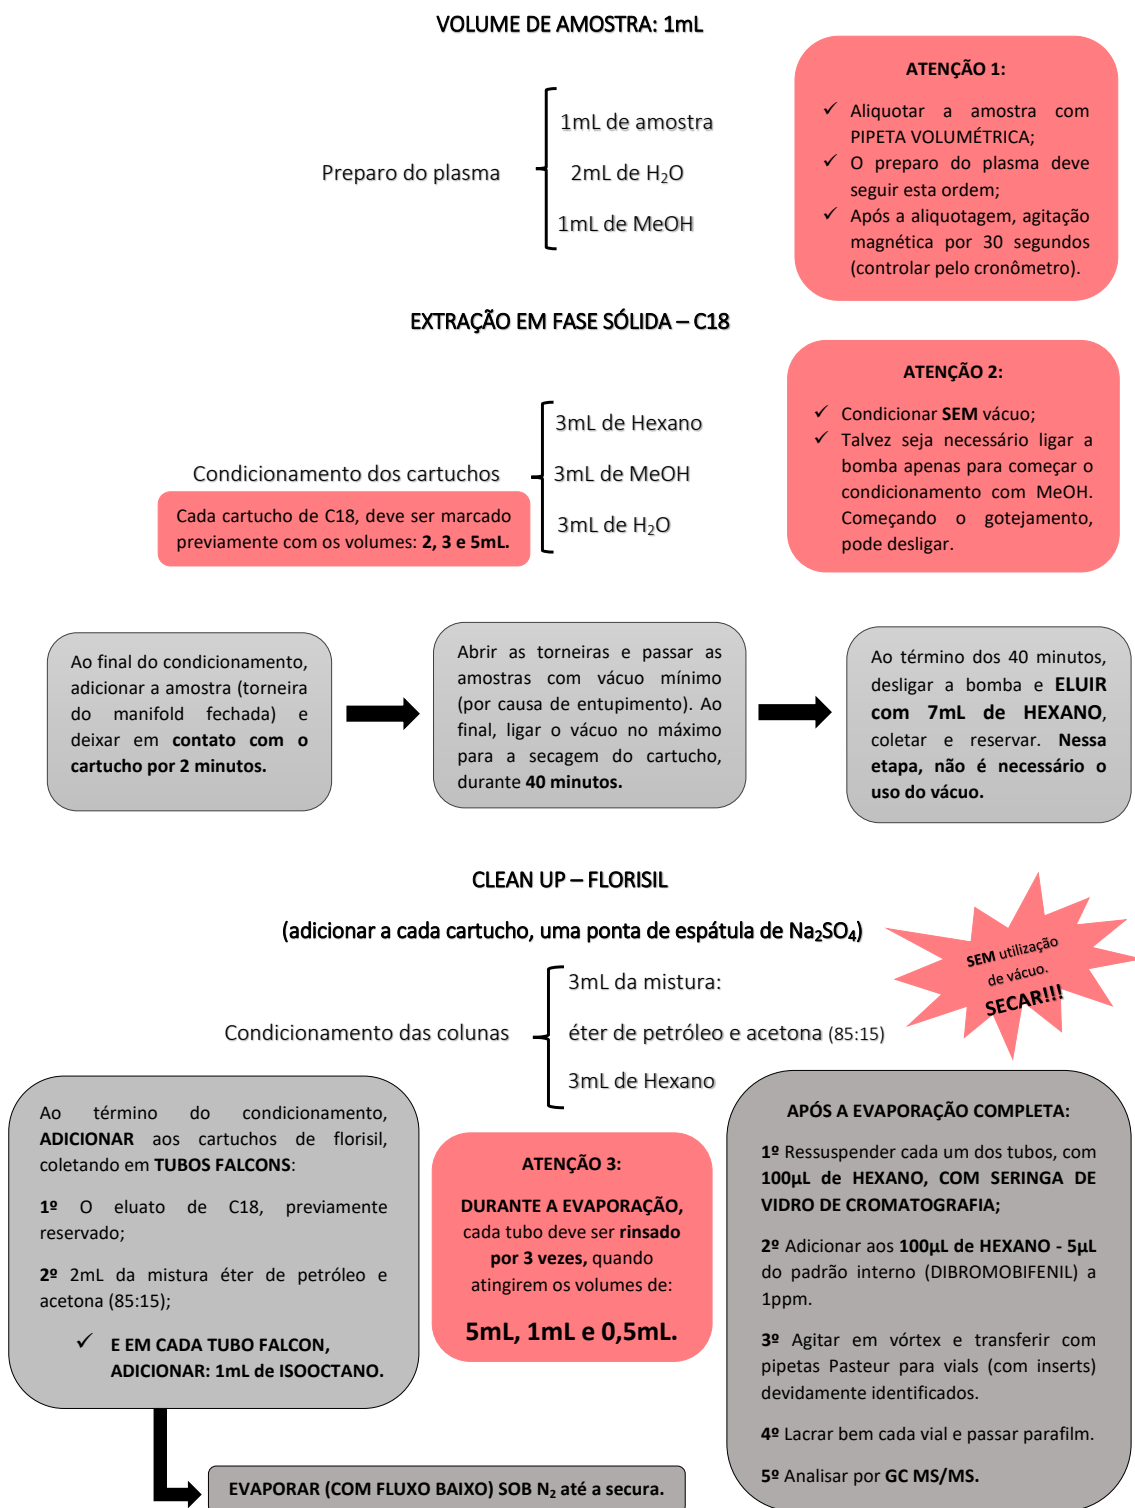 VOLUME DE AMOSTRA: 1mL
Preparo do plasma
1mL de amostra
2mL de H₂O
1mL de MeOH
ATENÇÃO 1:
✓ Aliquotar a amostra com
PIPETA VOLUMÉTRICA;
✓ O preparo do plasma deve
seguir esta ordem;
✓ Após a aliquotagem, agitação
magnética por 30 segundos
(controlar pelo cronômetro).
EXTRAÇÃO EM FASE SÓLIDA – C18
Condicionamento dos cartuchos
3mL de Hexano
3mL de MeOH
3mL de H₂O
Cada cartucho de C18, deve ser marcado
previamente com os volumes: 2, 3 e 5mL.
ATENÇÃO 2:
✓ Condicionar SEM vácuo;
✓ Talvez seja necessário ligar a
bomba apenas para começar o
condicionamento com MeOH.
Começando o gotejamento,
pode desligar.
Ao final do condicionamento,
adicionar a amostra (torneira
do manifold fechada) e
deixar em contato com o
cartucho por 2 minutos.
Abrir as torneiras e passar as
amostras com vácuo mínimo
(por causa de entupimento). Ao
final, ligar o vácuo no máximo
para a secagem do cartucho,
durante 40 minutos.
Ao término dos 40 minutos,
desligar a bomba e ELUIR
com 7mL de HEXANO,
coletar e reservar. Nessa
etapa, não é necessário o
uso do vácuo.
CLEAN UP – FLORISIL
(adicionar a cada cartucho, uma ponta de espátula de Na₂SO₄)
SEM utilização
de vácuo.
SECAR!!!
Condicionamento das colunas
3mL da mistura:
éter de petróleo e acetona (85:15)
3mL de Hexano
Ao término do condicionamento,
ADICIONAR aos cartuchos de florisil,
coletando em TUBOS FALCONS:
1º O eluato de C18, previamente
reservado;
2º 2mL da mistura éter de petróleo e
acetona (85:15);
✓ E EM CADA TUBO FALCON,
ADICIONAR: 1mL de ISOOCTANO.
ATENÇÃO 3:
DURANTE A EVAPORAÇÃO,
cada tubo deve ser rinsado
por 3 vezes, quando
atingirem os volumes de:
5mL, 1mL e 0,5mL.
APÓS A EVAPORAÇÃO COMPLETA:
1º Ressuspender cada um dos tubos, com
100µL de HEXANO, COM SERINGA DE
VIDRO DE CROMATOGRAFIA;
2º Adicionar aos 100µL de HEXANO - 5µL
do padrão interno (DIBROMOBIFENIL) a
1ppm.
3º Agitar em vórtex e transferir com
pipetas Pasteur para vials (com inserts)
devidamente identificados.
4º Lacrar bem cada vial e passar parafilm.
5º Analisar por GC MS/MS.
EVAPORAR (COM FLUXO BAIXO) SOB N₂ até a secura.